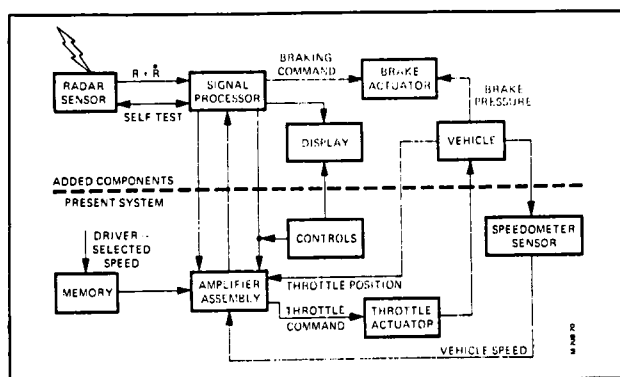 RADAR
SENSOR
R + Ṙ
SELF TEST
SIGNAL
PROCESSOR
BRAKING
COMMAND
BRAKE
ACTUATOR
BRAKE
PRESSURE
DISPLAY
VEHICLE
ADDED COMPONENTS
PRESENT SYSTEM
DRIVER -
SELECTED
SPEED
CONTROLS
SPEEDOMETER
SENSOR
MEMORY
AMPLIFIER
ASSEMBLY
THROTTLE POSITION
THROTTLE
COMMAND
THROTTLE
ACTUATOR
VEHICLE SPEED